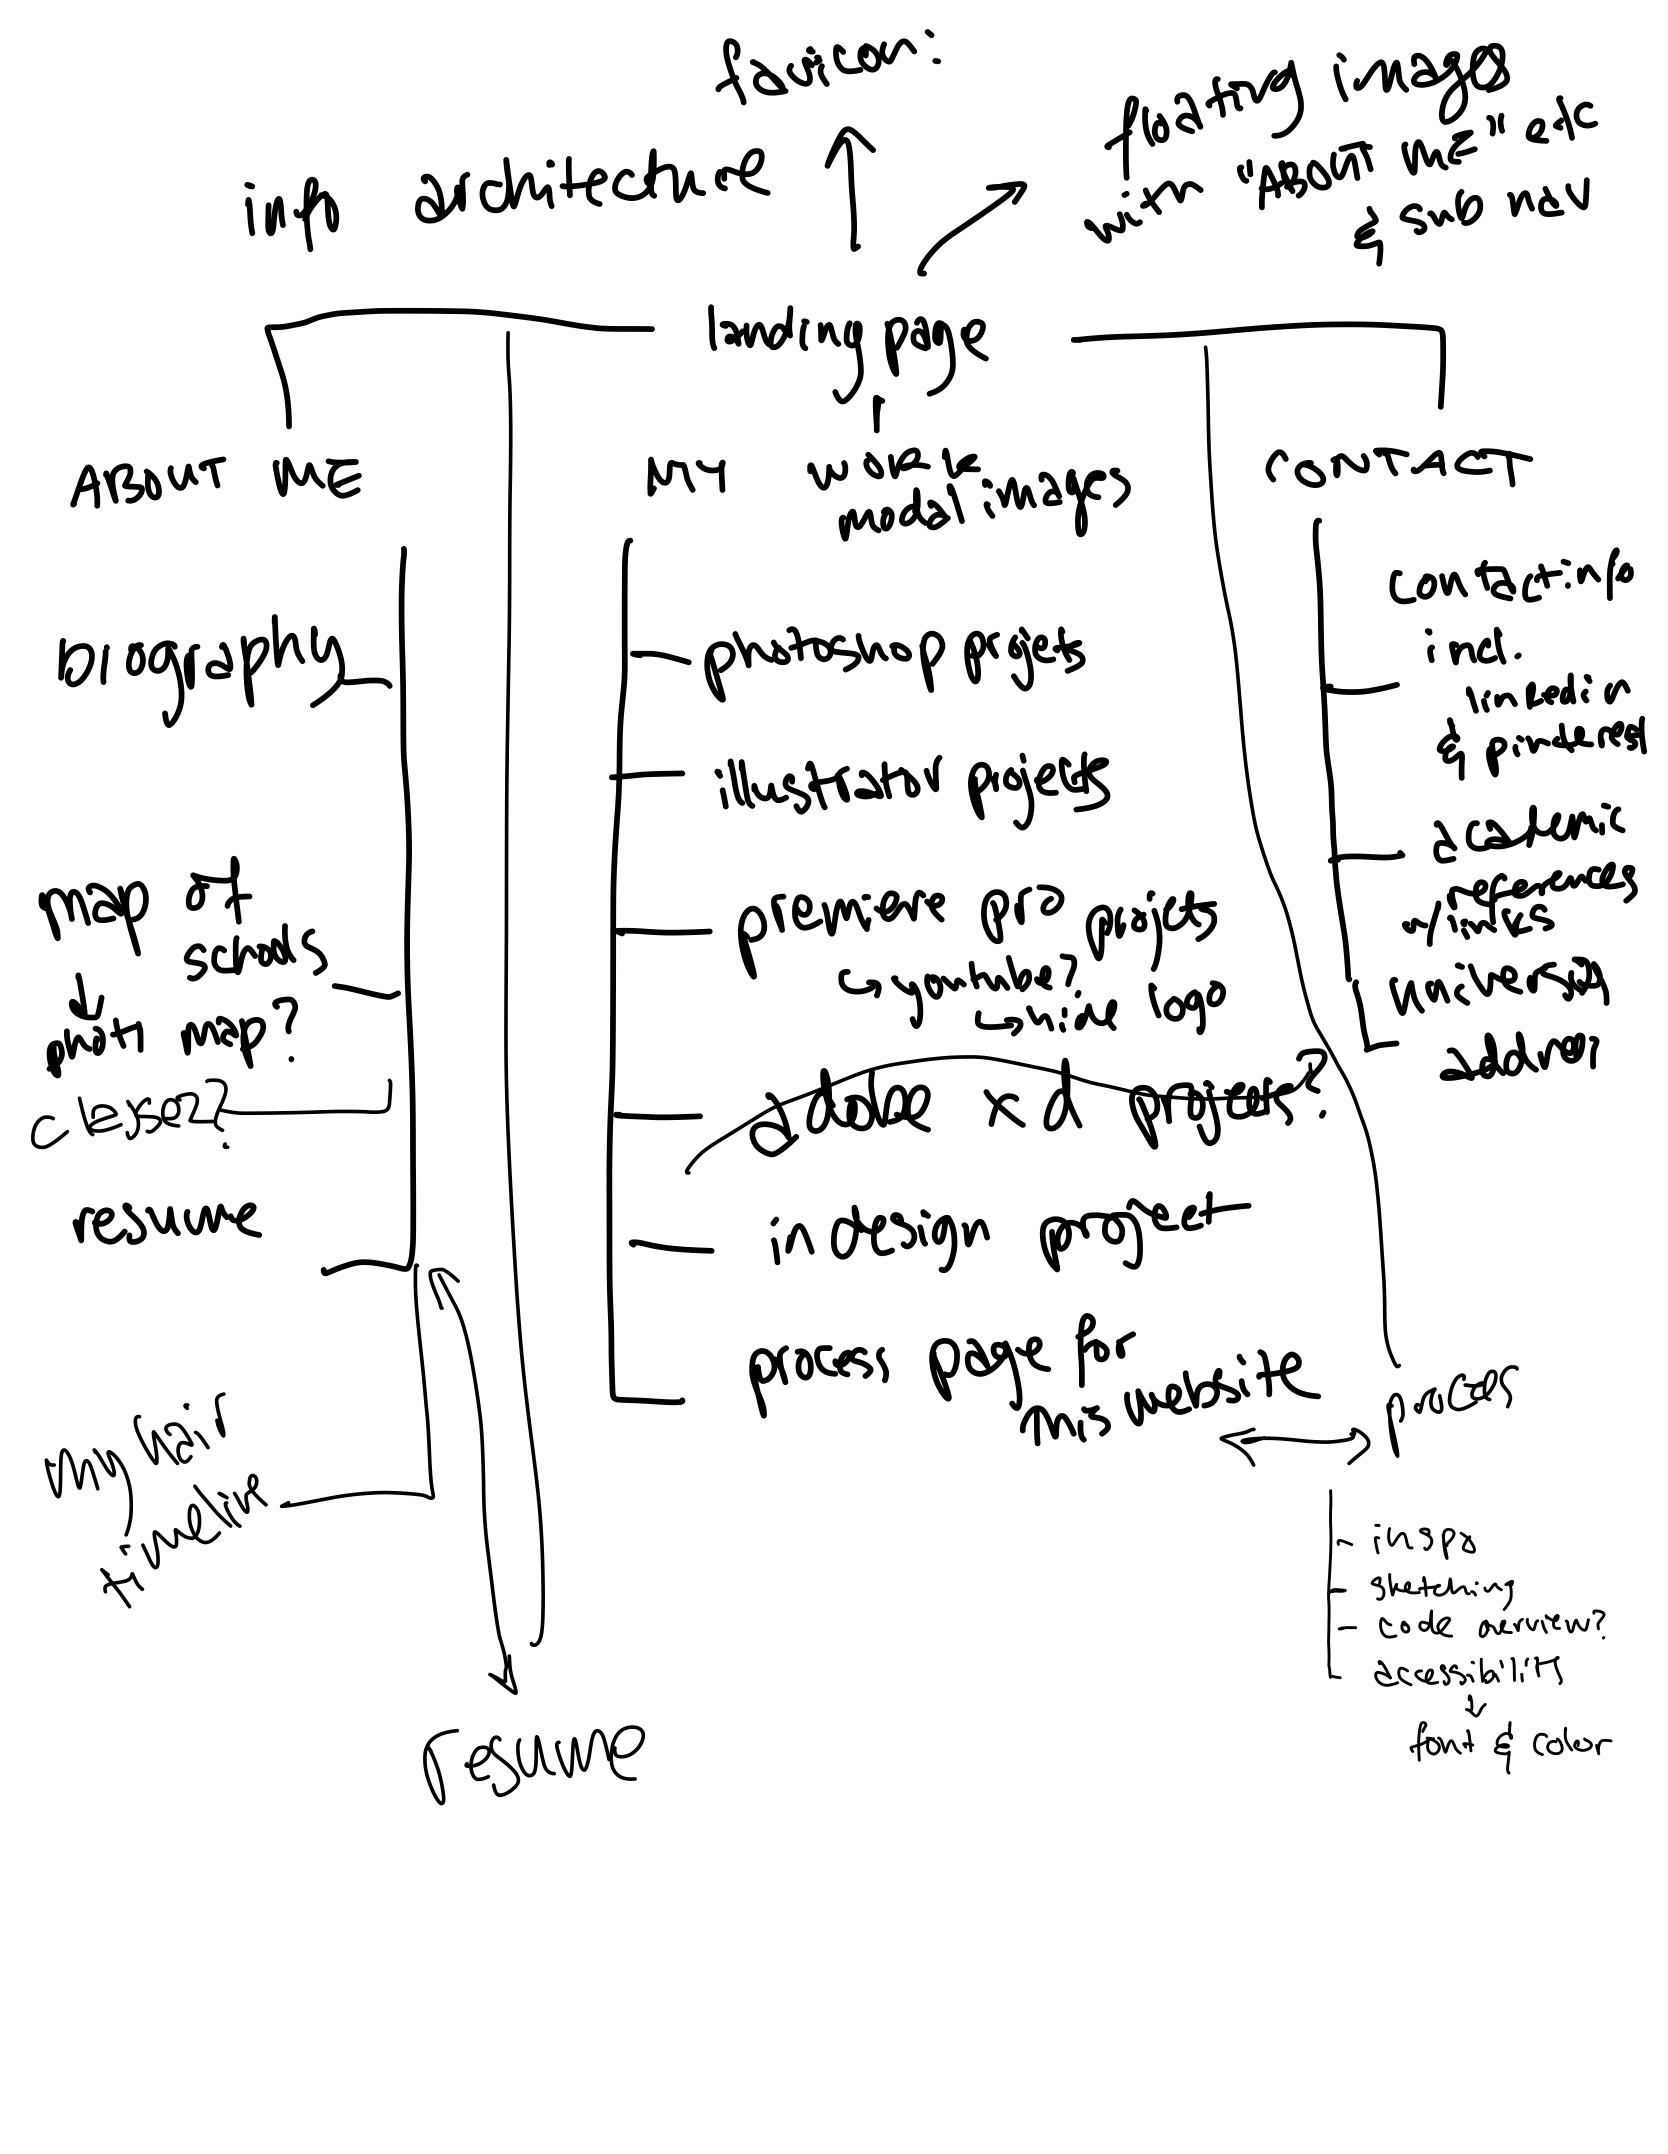 favicon:
floating images
with "ABOUT ME" etc
& sub nav
info architecture
landing page
ABOUT ME
biography
map of
schools
map?
resume
my hair
timeline
MY WORK
modal images
photoshop projets
illustrator projects
premiere pro projcts
youtube?
hide logo
adobe xd projects?
indesign project
process page for
this website
CONTACT
contact info
incl.
linkedin
& pinterest
academic
references
w/ links
university
address
process
inspo
sketching
code overview?
accessibility
font & color
resume